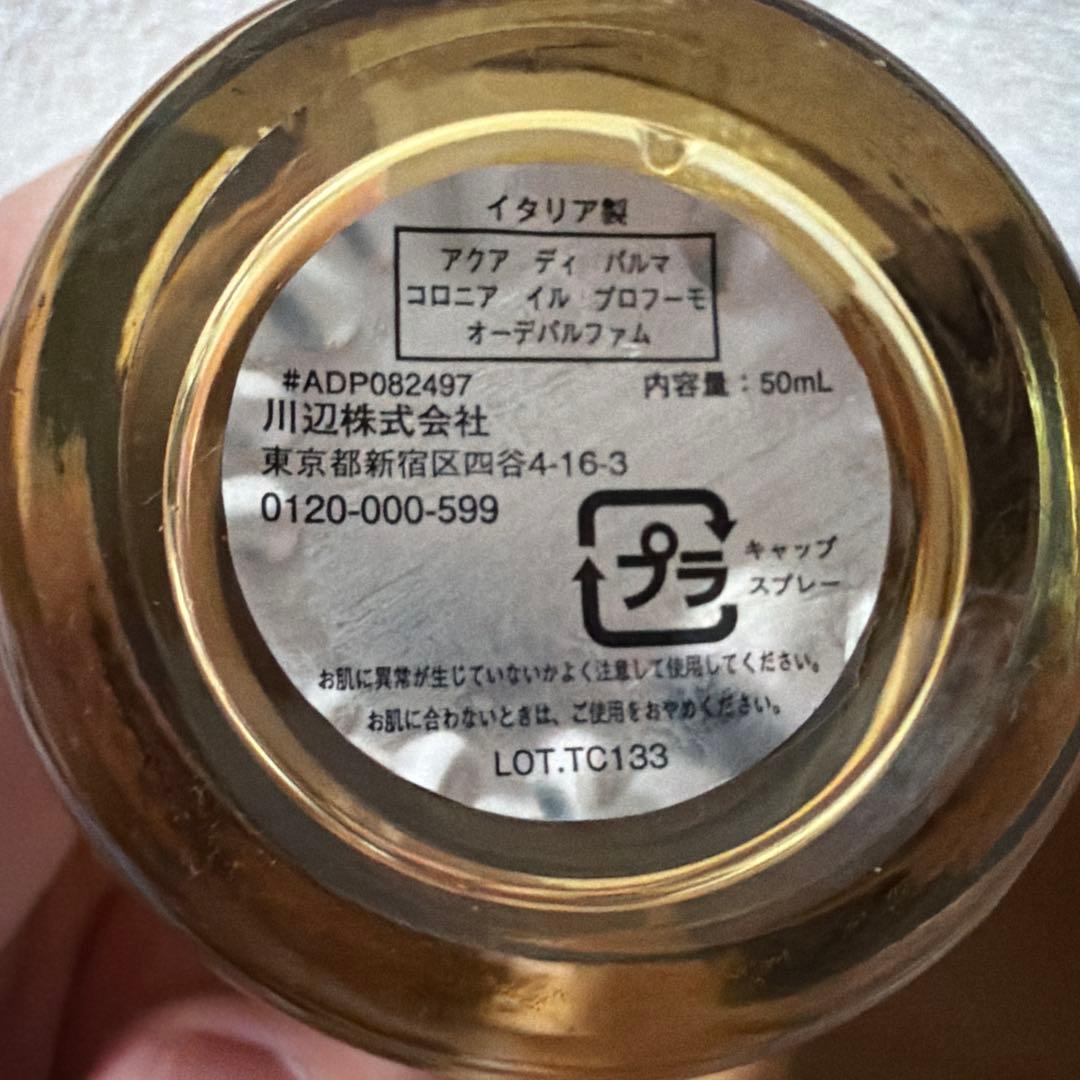 イタリア製
アクア ディ パルマ
コロニア イル プロフーモ
オーデパルファム
#ADP082497
内容量：50mL
川辺株式会社
東京都新宿区四谷4-16-3
0120-000-599
プラ
キャップ
スプレー
お肌に異常が生じていないかよく注意して使用してください。
お肌に合わないときは、ご使用をおやめください。
LOT.TC133